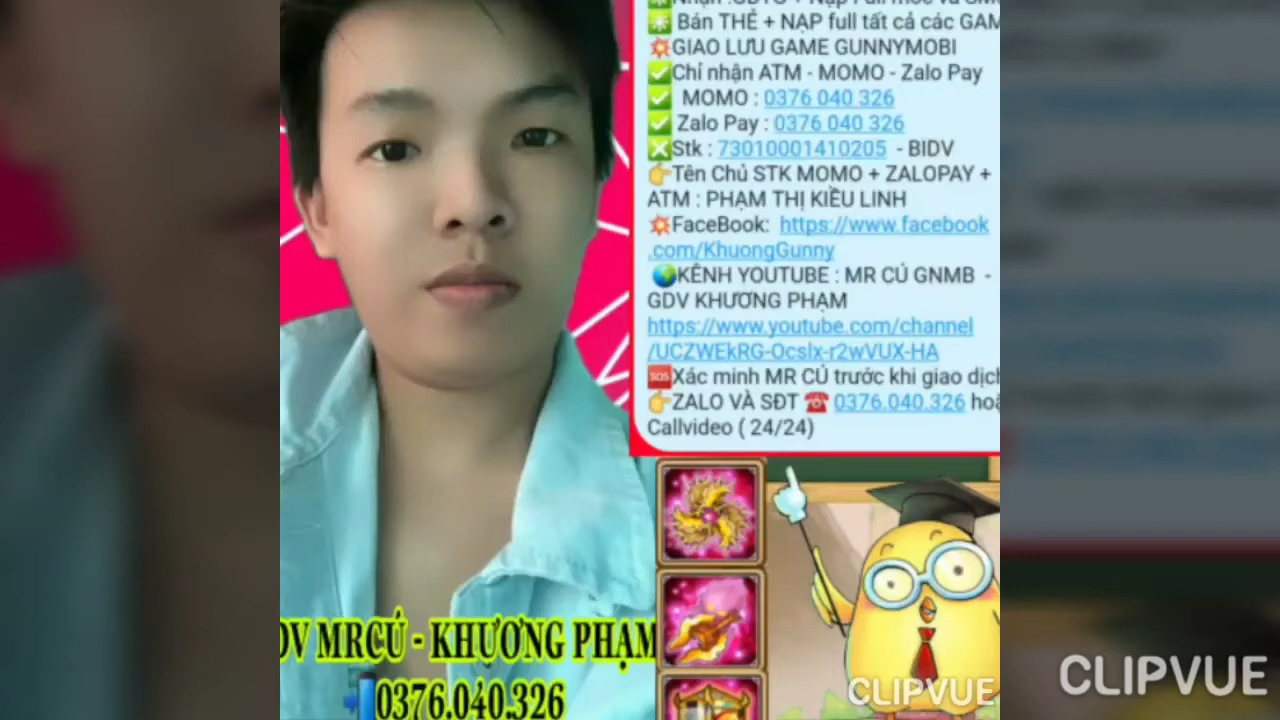 Bán THẺ + NẠP full tất cả các GAM
GIAO LƯU GAME GUNNYMOBI
Chỉ nhận ATM - MOMO - Zalo Pay
MOMO : 0376 040 326
Zalo Pay : 0376 040 326
Stk : 73010001410205 - BIDV
Tên Chủ STK MOMO + ZALOPAY +
ATM : PHẠM THỊ KIỀU LINH
FaceBook: https://www.facebook
.com/KhuongGunny
KÊNH YOUTUBE : MR CỦ GNMB -
GDV KHƯƠNG PHẠM
https://www.youtube.com/channel
/UCZWEkRG-Ocslx-r2wVUX-HA
SOS Xác minh MR CỦ trước khi giao dịch
ZALO VÀ SĐT 0376.040.326 hoặ
Callvideo ( 24/24)
DV MRCỦ - KHƯƠNG PHẠM
0376.040.326
CLIPVUE
CLIPVUE